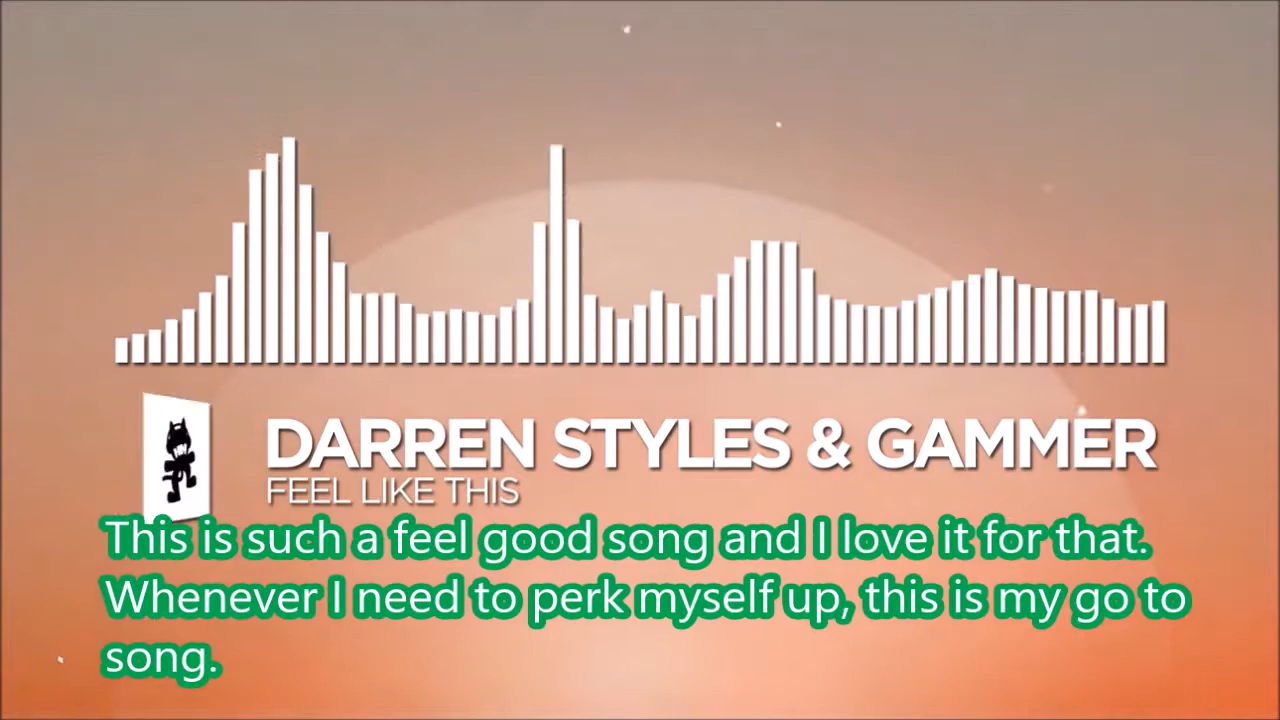 DARREN STYLES & GAMMER
FEEL LIKE THIS
This is such a feel good song and I love it for that.
Whenever I need to perk myself up, this is my go to
song.